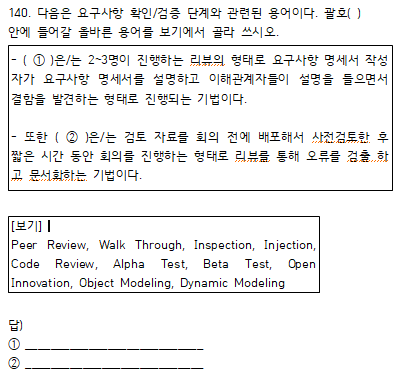 140. 다음은 요구사항 확인/검증 단계와 관련된 용어이다. 괄호( )
안에 들어갈 올바른 용어를 보기에서 골라 쓰시오.
- ( ① )은/는 2~3명이 진행하는 리뷰의 형태로 요구사항 명세서 작성
자가 요구사항 명세서를 설명하고 이해관계자들이 설명을 들으면서
결함을 발견하는 형태로 진행되는 기법이다.
- 또한 ( ② )은/는 검토 자료를 회의 전에 배포해서 사전검토한 후
짧은 시간 동안 회의를 진행하는 형태로 리뷰를 통해 오류를 검출 하
고 문서화하는 기법이다.
[보기]
Peer Review, Walk Through, Inspection, Injection,
Code Review, Alpha Test, Beta Test, Open
Innovation, Object Modeling, Dynamic Modeling
답)
① ____________________________
② ____________________________